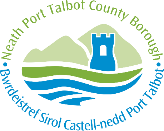 Neath Port Talbot County Borough
Bwrdeistref Sirol Castell-nedd Port Talbot